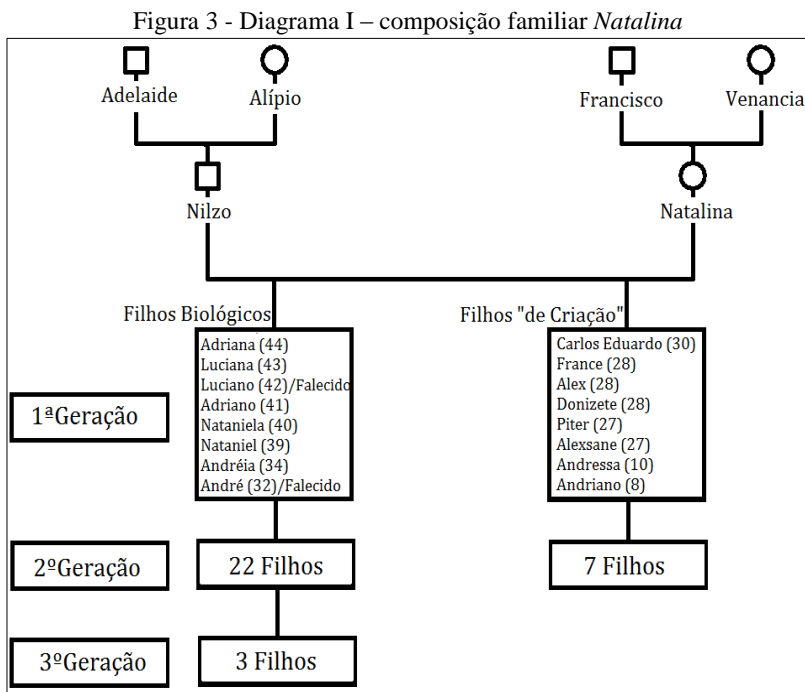 Figura 3 - Diagrama I – composição familiar Natalina
Adelaide
Alípio
Francisco
Venancia
Nilzo
Natalina
Filhos Biológicos
Filhos "de Criação"
1ªGeração
Adriana (44)
Luciana (43)
Luciano (42)/Falecido
Adriano (41)
Nataniela (40)
Nataniel (39)
Andréia (34)
André (32)/Falecido
Carlos Eduardo (30)
France (28)
Alex (28)
Donizete (28)
Piter (27)
Alexsane (27)
Andressa (10)
Andriano (8)
2ºGeração
22 Filhos
7 Filhos
3ºGeração
3 Filhos